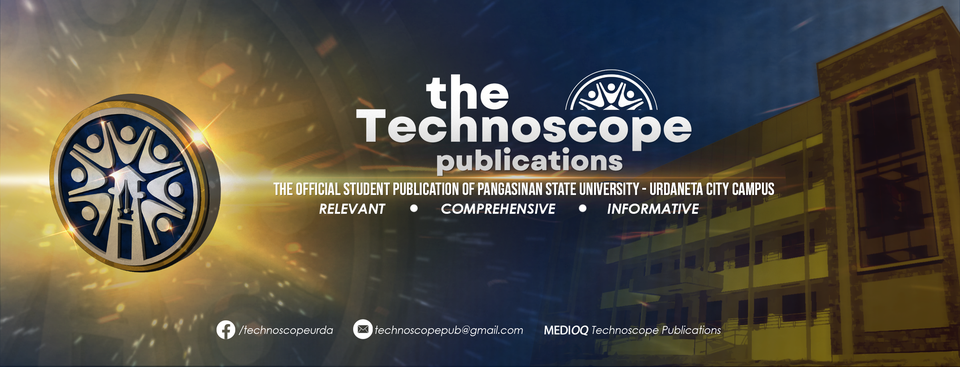 the
Technoscope
publications
THE OFFICIAL STUDENT PUBLICATION OF PANGASINAN STATE UNIVERSITY - URDANETA CITY CAMPUS
RELEVANT • COMPREHENSIVE • INFORMATIVE
/technoscopeurda technoscopepub@gmail.com MEDIOQ Technoscope Publications